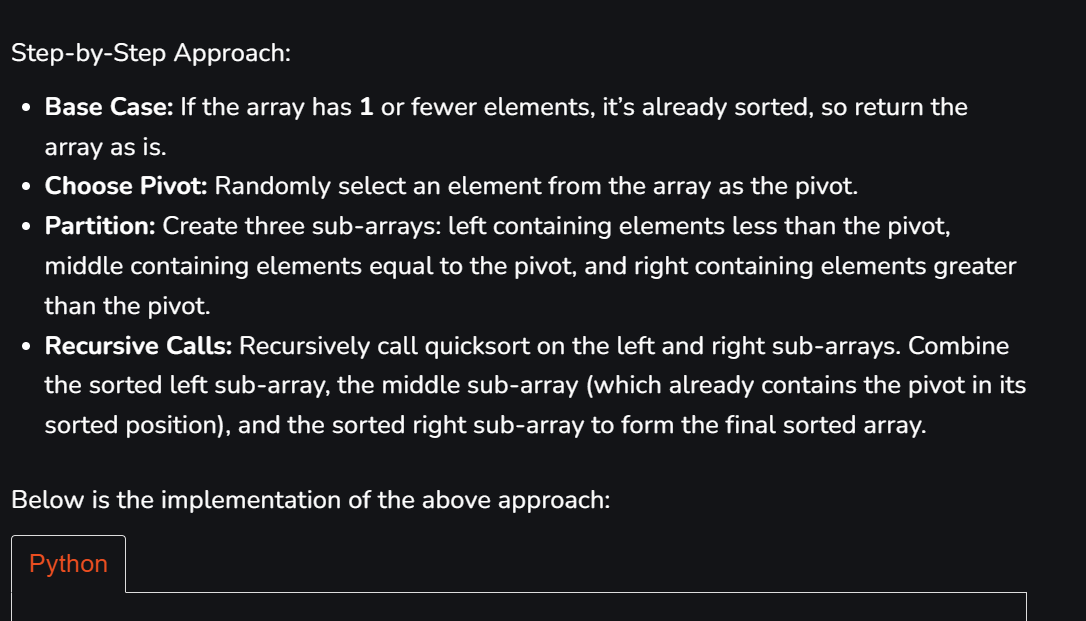 Step-by-Step Approach:
• Base Case: If the array has 1 or fewer elements, it’s already sorted, so return the
array as is.
• Choose Pivot: Randomly select an element from the array as the pivot.
• Partition: Create three sub-arrays: left containing elements less than the pivot,
middle containing elements equal to the pivot, and right containing elements greater
than the pivot.
• Recursive Calls: Recursively call quicksort on the left and right sub-arrays. Combine
the sorted left sub-array, the middle sub-array (which already contains the pivot in its
sorted position), and the sorted right sub-array to form the final sorted array.
Below is the implementation of the above approach:
Python